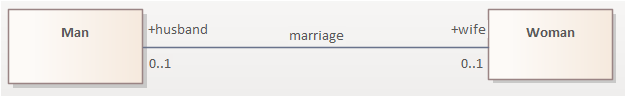 Man
+husband
marriage
+wife
Woman
0..1
0..1